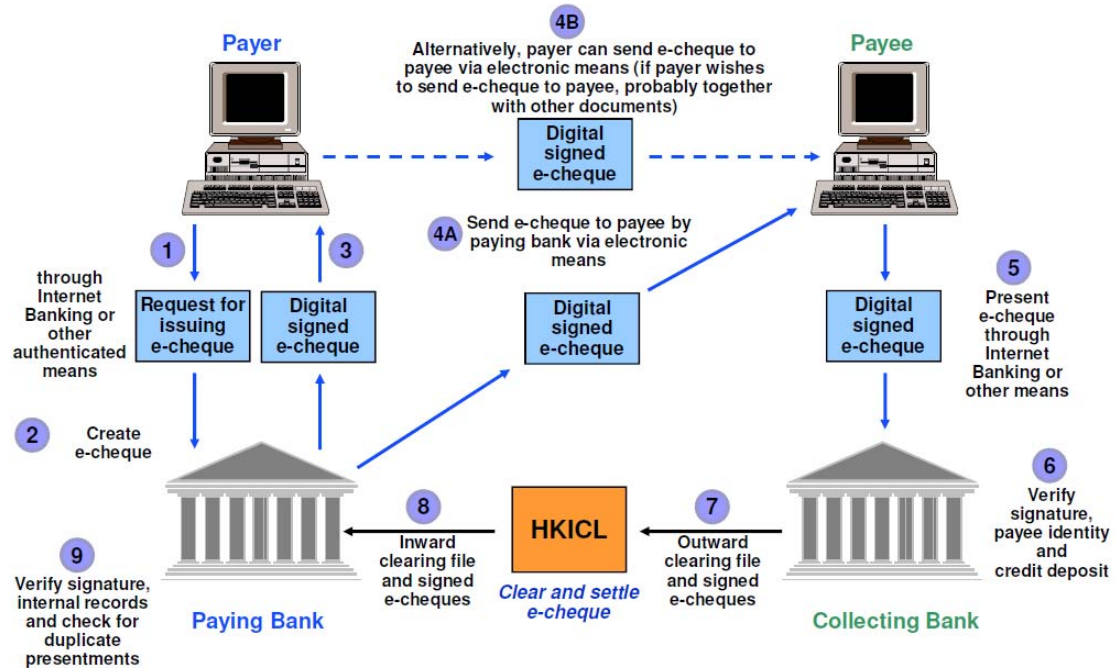 4B
Payer
Alternatively, payer can send e-cheque to
payee via electronic means (if payer wishes
to send e-cheque to payee, probably together
with other documents)
Payee
Digital
signed
e-cheque
4A
Send e-cheque to payee by
paying bank via electronic
means
1
3
through
Internet
Banking or
other
authenticated
means
Request for
issuing
e-cheque
Digital
signed
e-cheque
Digital
signed
e-cheque
Digital
signed
e-cheque
5
Present
e-cheque
through
Internet
Banking or
other means
2
Create
e-cheque
6
Verify
signature,
payee identity
and
credit deposit
8
Inward
clearing file
and signed
e-cheques
HKICL
Clear and settle
e-cheque
7
Outward
clearing file
and signed
e-cheques
9
Verify signature,
internal records
and check for
duplicate
presentments
Paying Bank
Collecting Bank